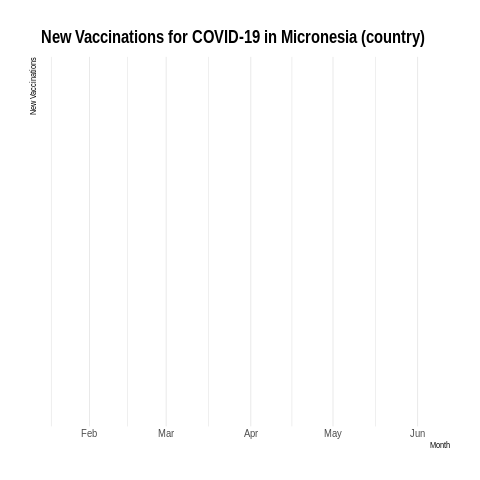 New Vaccinations for COVID-19 in Micronesia (country)
New Vaccinations
Feb Mar Apr May Jun
Month